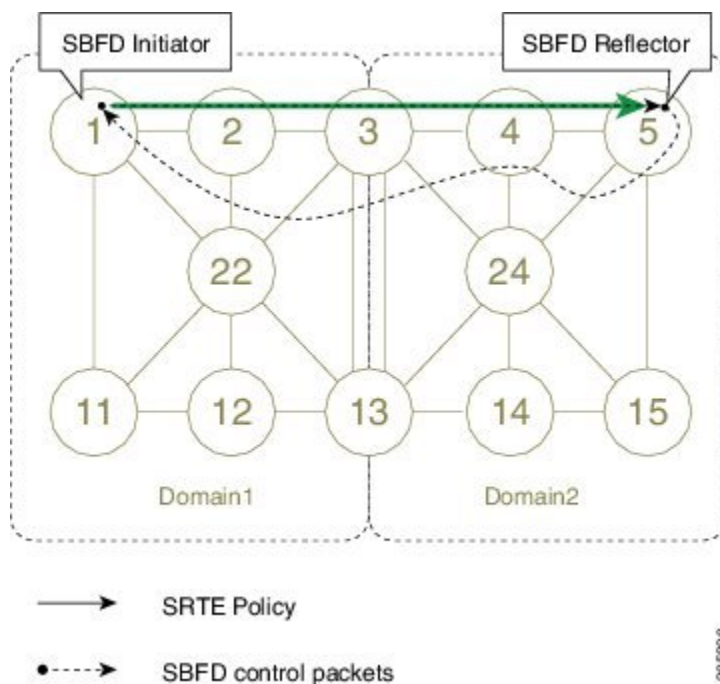 SBFD Initiator
SBFD Reflector
1 2 3 4 5
22 24
11 12 13 14 15
Domain1 Domain2
SRTE Policy
SBFD control packets